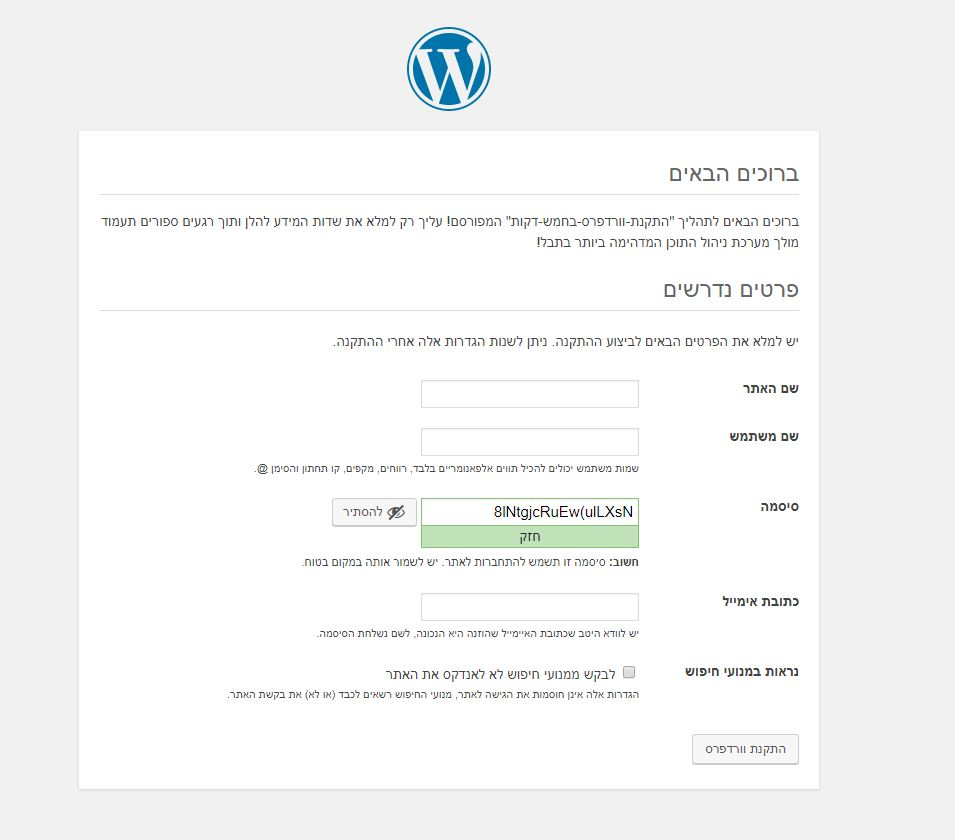 ברוכים הבאים
ברוכים הבאים לתהליך "התקנת-וורדפרס-בחמש-דקות" המפורסם! עליך רק למלא את שדות המידע להלן ותוך רגעים ספורים תעמוד
מולך מערכת ניהול התוכן המדהימה ביותר בתבל!
פרטים נדרשים
יש למלא את הפרטים הבאים לביצוע ההתקנה. ניתן לשנות הגדרות אלה אחרי ההתקנה.
שם האתר
שם משתמש
שמות משתמש יכולים להכיל תווים אלפאנומריים בלבד, רווחים, מקפים, קו תחתון והסימן @.
סיסמה
8lNtgjcRuEw(ulLXsN
להסתיר
חזק
חשוב: סיסמה זו תשמש להתחברות לאתר. יש לשמור אותה במקום בטוח.
כתובת אימייל
יש לוודא היטב שכתובת האיימייל שהוזנה היא הנכונה, לשם נשלחת הסיסמה.
נראות במנועי חיפוש
לבקש ממנועי חיפוש לא לאנדקס את האתר
הגדרות אלה אינן חוסמות את הגישה לאתר, מנועי החיפוש רשאים לכבד (או לא) את בקשת האתר.
התקנת וורדפרס